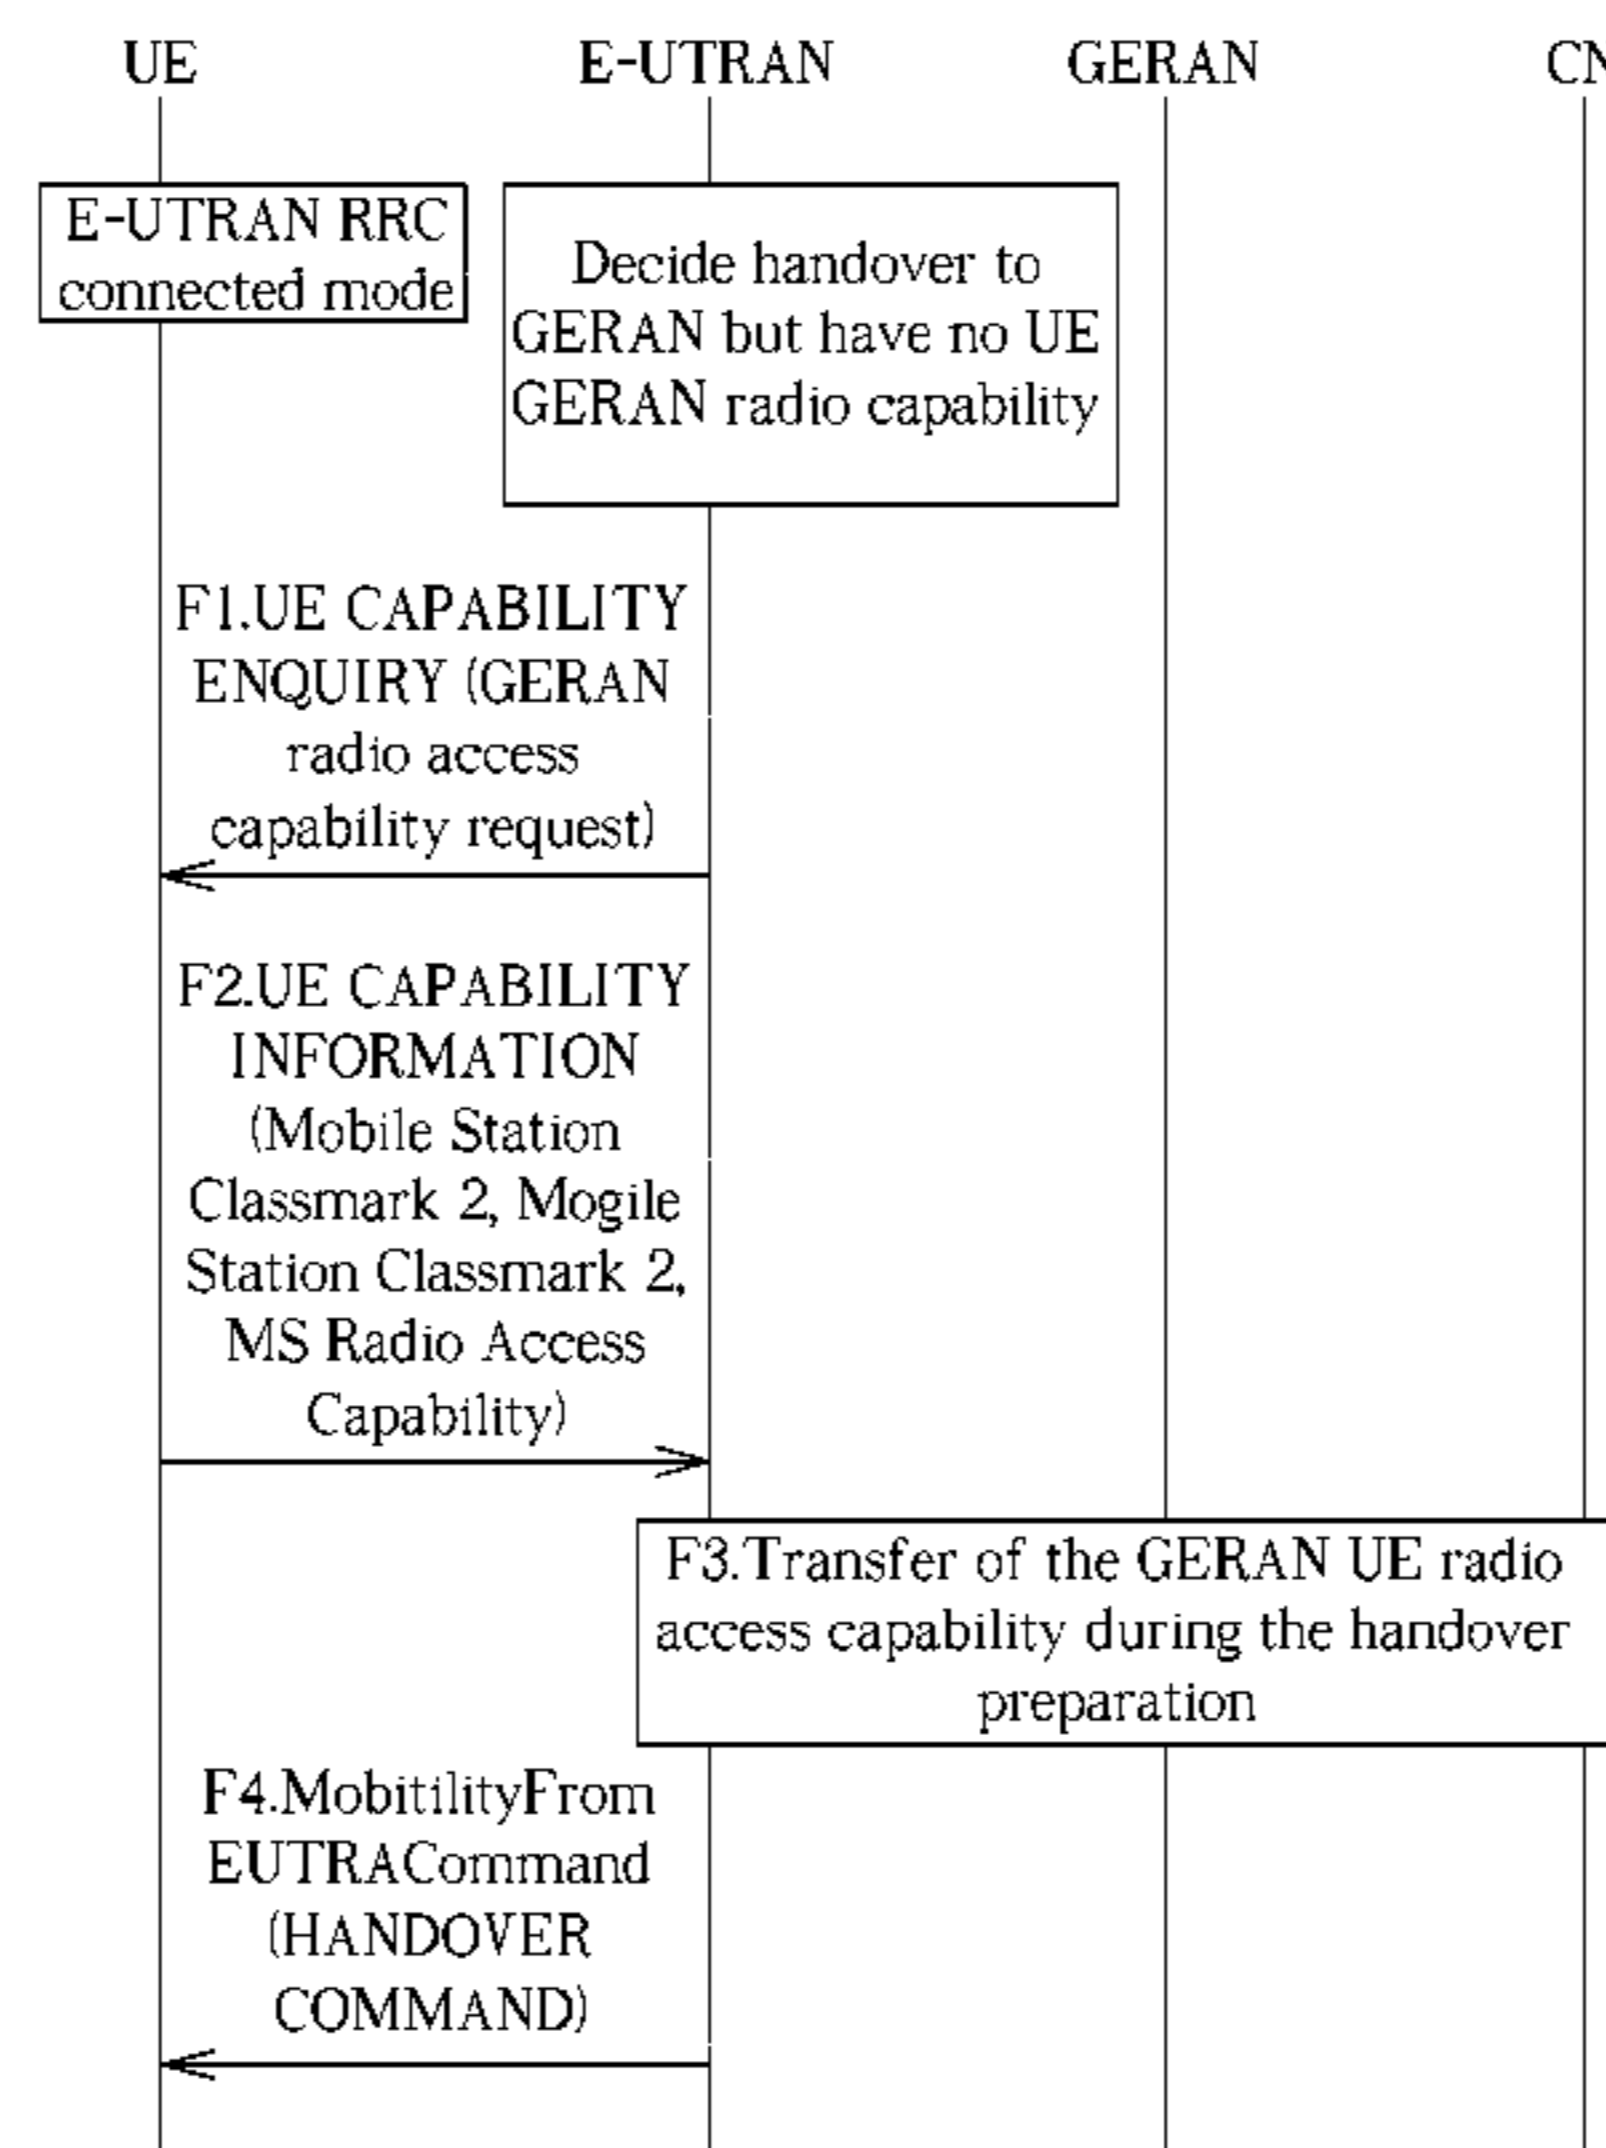 UE E-UTRAN GERAN CN
E-UTRAN RRC
connected mode
Decide handover to
GERAN but have no UE
GERAN radio capability
F1.UE CAPABILITY
ENQUIRY (GERAN
radio access
capability request)
F2.UE CAPABILITY
INFORMATION
(Mobile Station
Classmark 2, Mogile
Station Classmark 2,
MS Radio Access
Capability)
F3.Transfer of the GERAN UE radio
access capability during the handover
preparation
F4.MobitilityFrom
EUTRACommand
(HANDOVER
COMMAND)